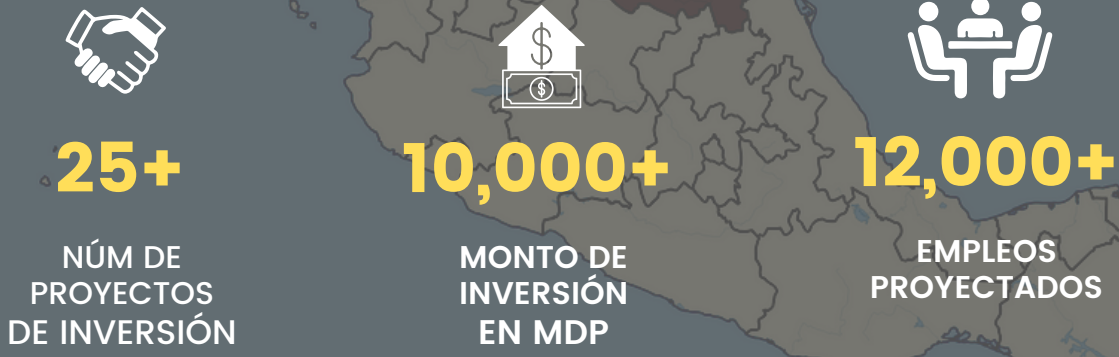 25+
NÚM DE
PROYECTOS
DE INVERSIÓN
$
$
10,000+
MONTO DE
INVERSIÓN
EN MDP
12,000+
EMPLEOS
PROYECTADOS